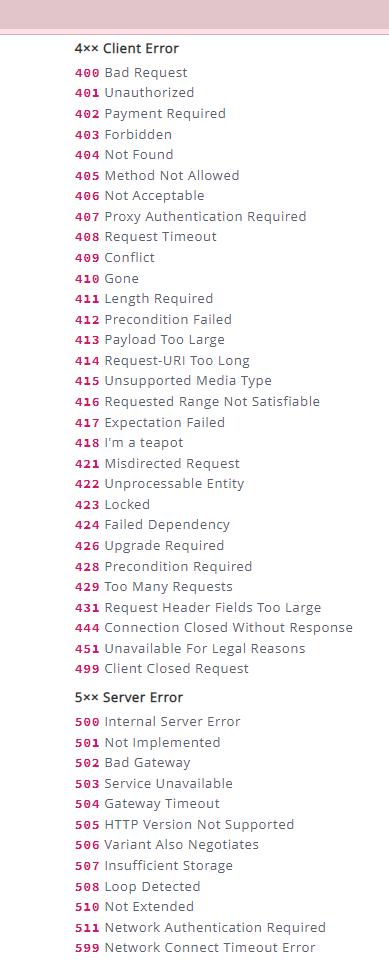 4×× Client Error
400 Bad Request
401 Unauthorized
402 Payment Required
403 Forbidden
404 Not Found
405 Method Not Allowed
406 Not Acceptable
407 Proxy Authentication Required
408 Request Timeout
409 Conflict
410 Gone
411 Length Required
412 Precondition Failed
413 Payload Too Large
414 Request-URI Too Long
415 Unsupported Media Type
416 Requested Range Not Satisfiable
417 Expectation Failed
418 I'm a teapot
421 Misdirected Request
422 Unprocessable Entity
423 Locked
424 Failed Dependency
426 Upgrade Required
428 Precondition Required
429 Too Many Requests
431 Request Header Fields Too Large
444 Connection Closed Without Response
451 Unavailable For Legal Reasons
499 Client Closed Request
5×× Server Error
500 Internal Server Error
501 Not Implemented
502 Bad Gateway
503 Service Unavailable
504 Gateway Timeout
505 HTTP Version Not Supported
506 Variant Also Negotiates
507 Insufficient Storage
508 Loop Detected
510 Not Extended
511 Network Authentication Required
599 Network Connect Timeout Error